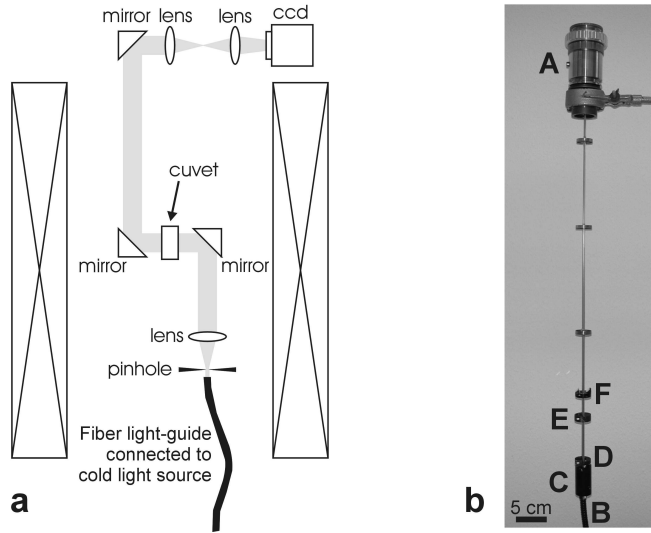 mirror lens
lens
ccd
cuvet
mirror
mirror
lens
pinhole
Fiber light-guide
connected to
cold light source
a
A
F
E
D
C
B
5 cm
b